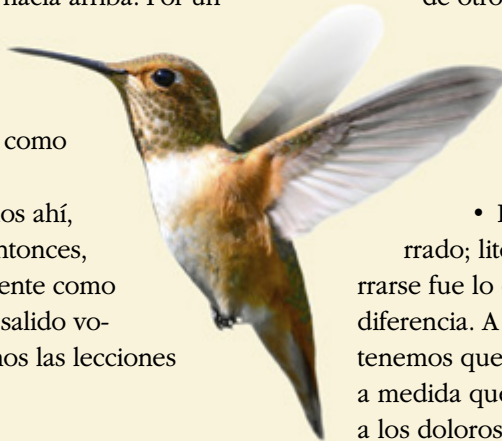 hacia arriba. Por un
como
os ahí,
ntonces,
ente como
salido vo-
nos las lecciones
de otro
•
rrado; lite
rrarse fue lo
diferencia. A
tenemos que
a medida que
a los doloros